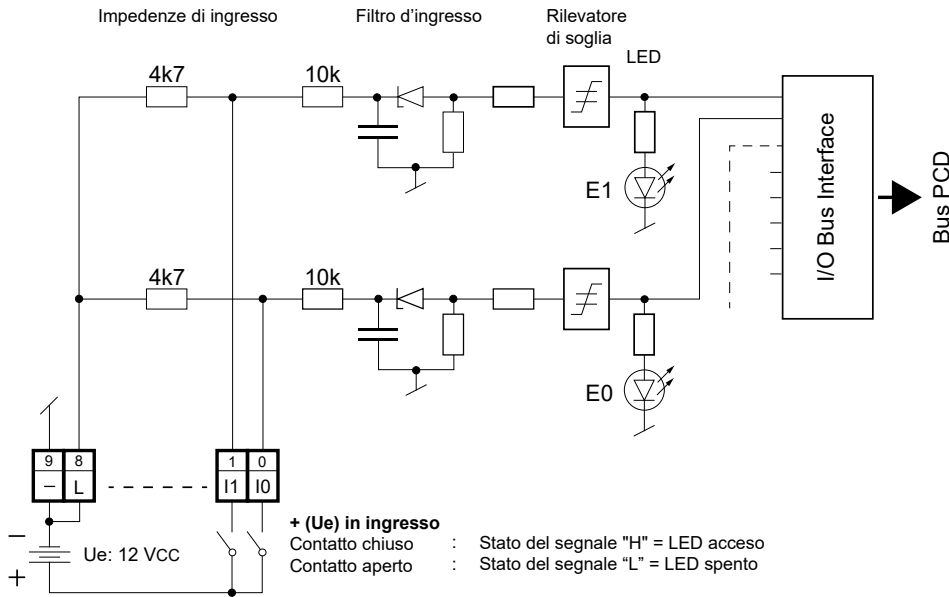 Impedenze di ingresso
Filtro d'ingresso
Rilevatore
di soglia
LED
4k7
10k
E1
4k7
10k
E0
I/O Bus Interface
Bus PCD
9 8
– L
1 0
I1 I0
–
+
Ue: 12 VCC
+ (Ue) in ingresso
Contatto chiuso : Stato del segnale "H" = LED acceso
Contatto aperto : Stato del segnale “L” = LED spento